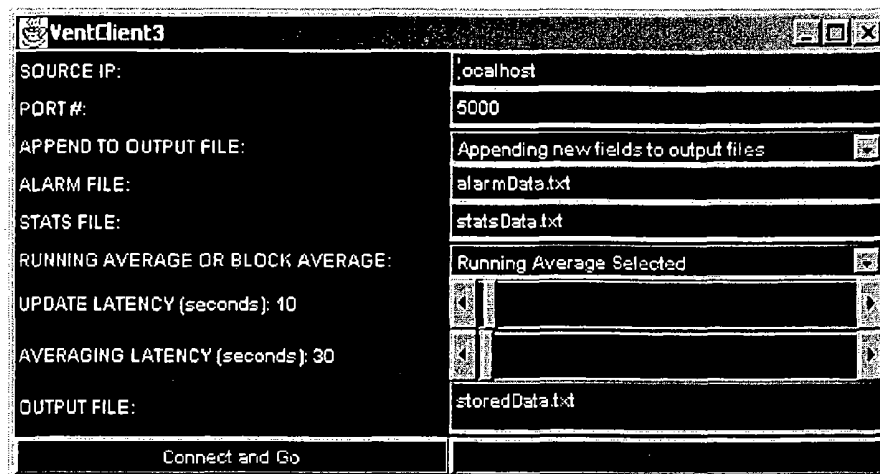 VentClient3
SOURCE IP: localhost
PORT #: 5000
APPEND TO OUTPUT FILE: Appending new fields to output files
ALARM FILE: alarmData.txt
STATS FILE: statsData.txt
RUNNING AVERAGE OR BLOCK AVERAGE: Running Average Selected
UPDATE LATENCY (seconds): 10
AVERAGING LATENCY (seconds): 30
OUTPUT FILE: storedData.txt
Connect and Go